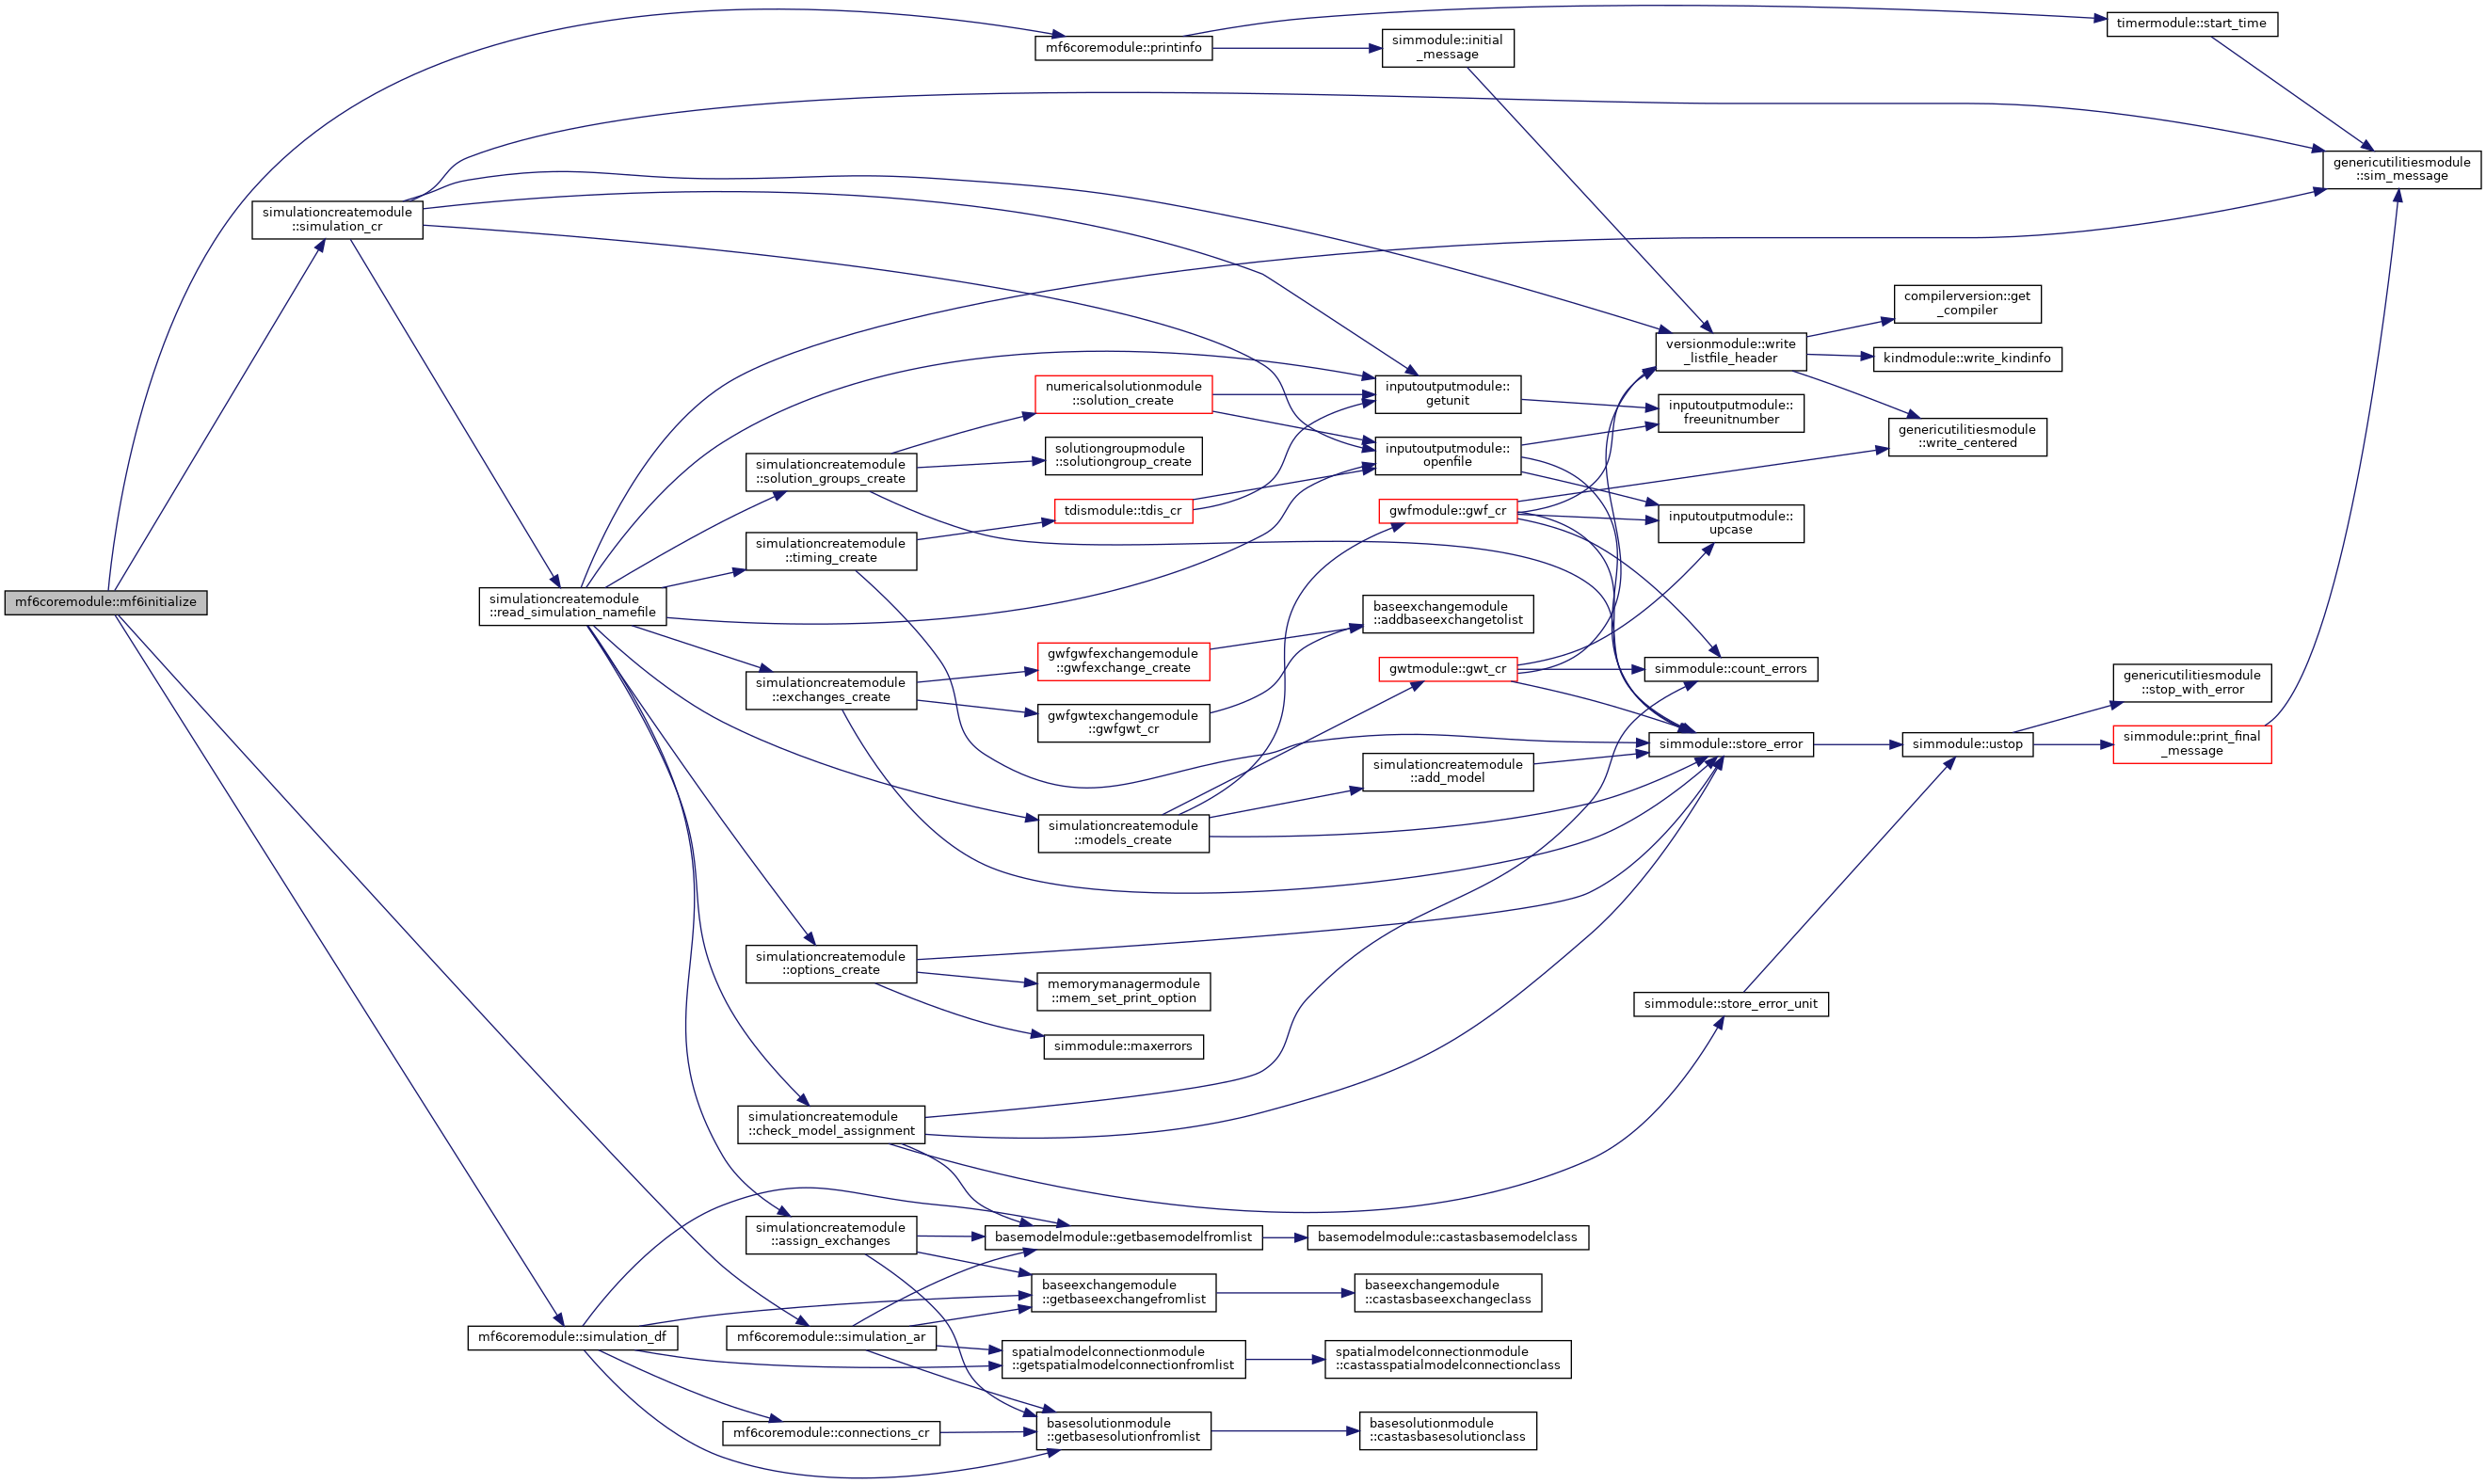 mf6coremodule::mf6initialize
mf6coremodule::printinfo
timermodule::start_time
simmodule::initial
_message
genericutilitiesmodule
::sim_message
simulationcreatemodule
::simulation_cr
compilerversion::get
_compiler
versionmodule::write
_listfile_header
kindmodule::write_kindinfo
numericalsolutionmodule
::solution_create
inputoutputmodule::
getunit
inputoutputmodule::
freeunitnumber
genericutilitiesmodule
::write_centered
solutiongroupmodule
::solutiongroup_create
inputoutputmodule::
openfile
simulationcreatemodule
::solution_groups_create
tdismodule::tdis_cr
gwfmodule::gwf_cr
inputoutputmodule::
upcase
simulationcreatemodule
::timing_create
simulationcreatemodule
::read_simulation_namefile
baseexchangemodule
::addbaseexchangetolist
gwfgwfexchangemodule
::gwfexchange_create
gwtmodule::gwt_cr
simmodule::count_errors
genericutilitiesmodule
::stop_with_error
simulationcreatemodule
::exchanges_create
gwfgwtexchangemodule
::gwfgwt_cr
simmodule::store_error
simmodule::ustop
simmodule::print_final
_message
simulationcreatemodule
::add_model
simulationcreatemodule
::models_create
simulationcreatemodule
::options_create
memorymanagermodule
::mem_set_print_option
simmodule::store_error_unit
simmodule::maxerrors
simulationcreatemodule
::check_model_assignment
simulationcreatemodule
::assign_exchanges
basemodelmodule::getbasemodelfromlist
basemodelmodule::castasbasemodelclass
baseexchangemodule
::getbaseexchangefromlist
baseexchangemodule
::castasbaseexchangeclass
mf6coremodule::simulation_df
mf6coremodule::simulation_ar
spatialmodelconnectionmodule
::getspatialmodelconnectionfromlist
spatialmodelconnectionmodule
::castasspatialmodelconnectionclass
mf6coremodule::connections_cr
basesolutionmodule
::getbasesolutionfromlist
basesolutionmodule
::castasbasesolutionclass